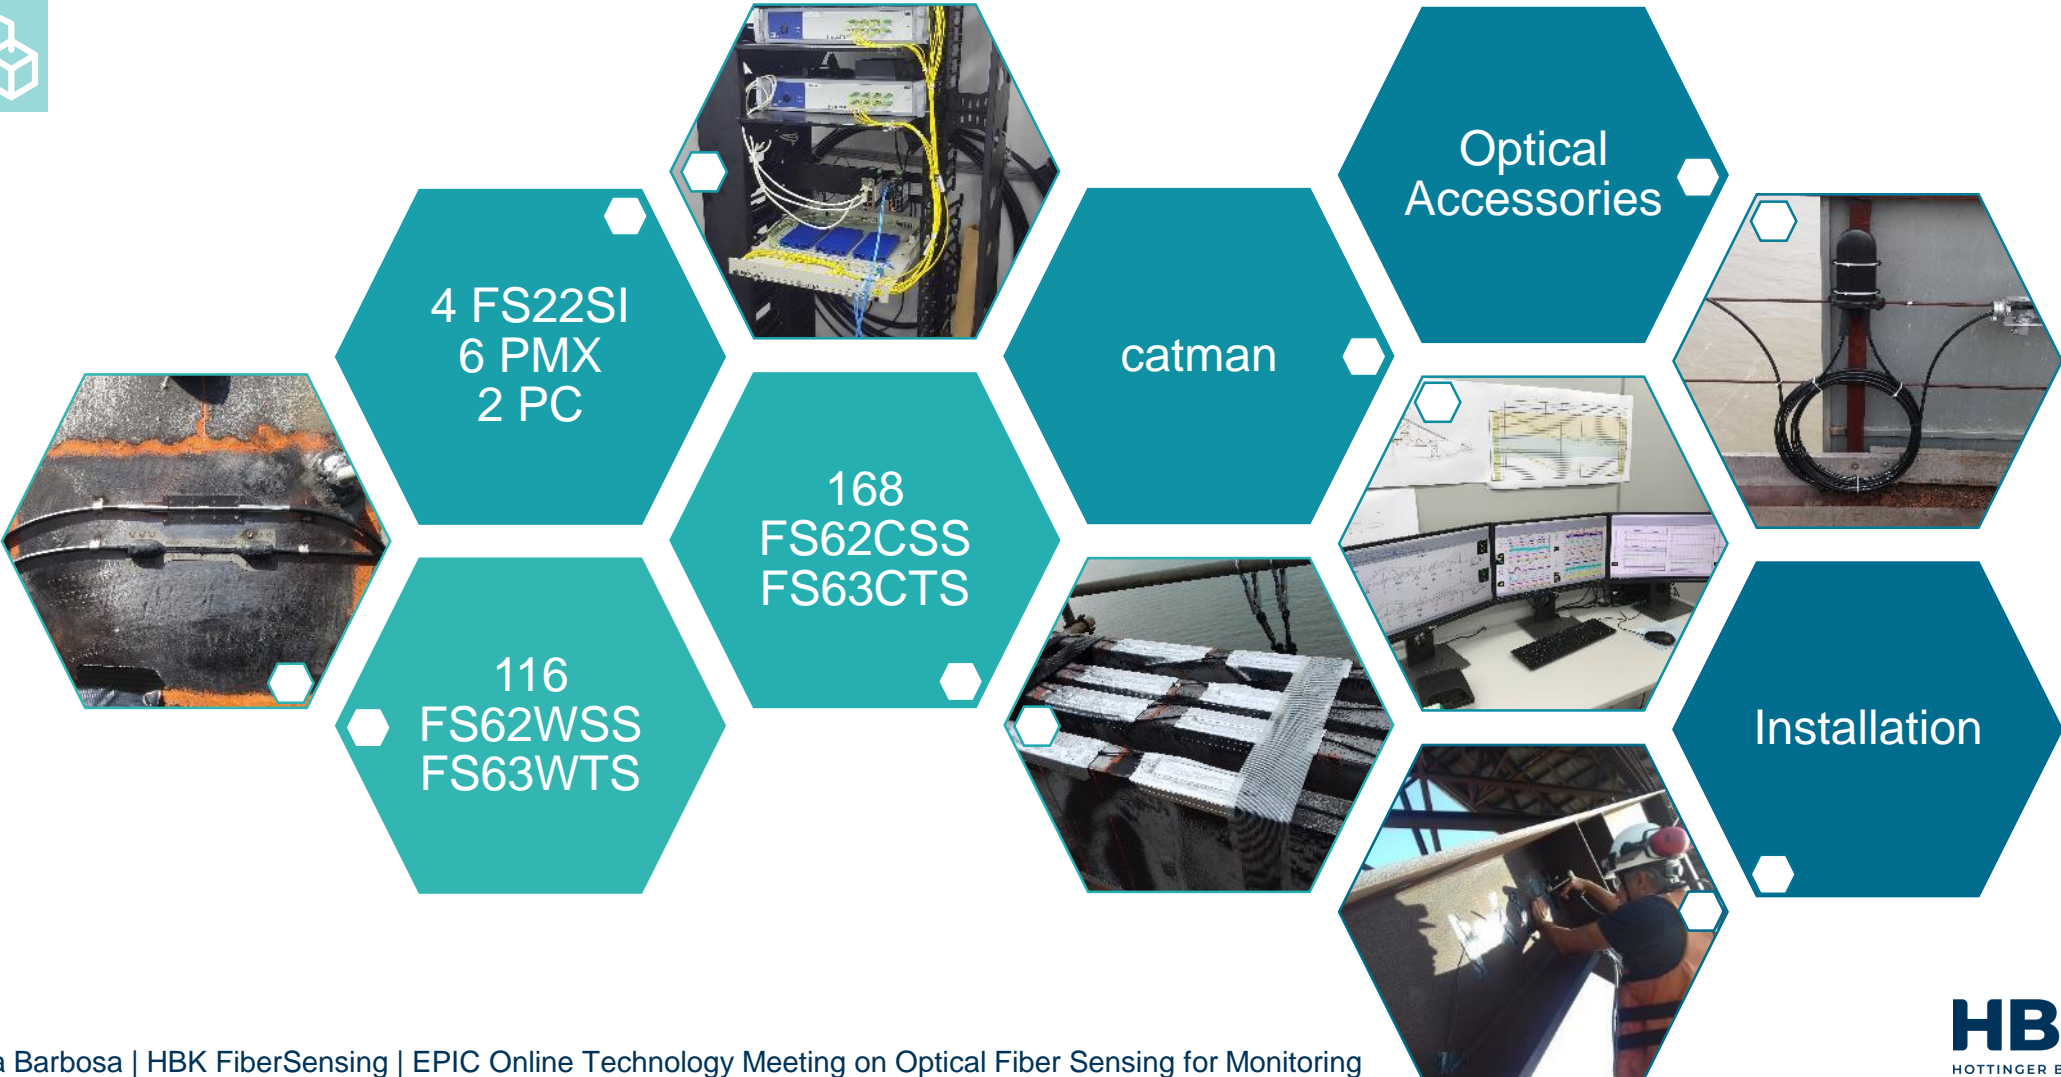 4 FS22SI
6 PMX
2 PC
116
FS62WSS
FS63WTS
168
FS62CSS
FS63CTS
catman
Optical
Accessories
Installation
Barbosa | HBK FiberSensing | EPIC Online Technology Meeting on Optical Fiber Sensing for Monitoring
HB
HOTTINGER